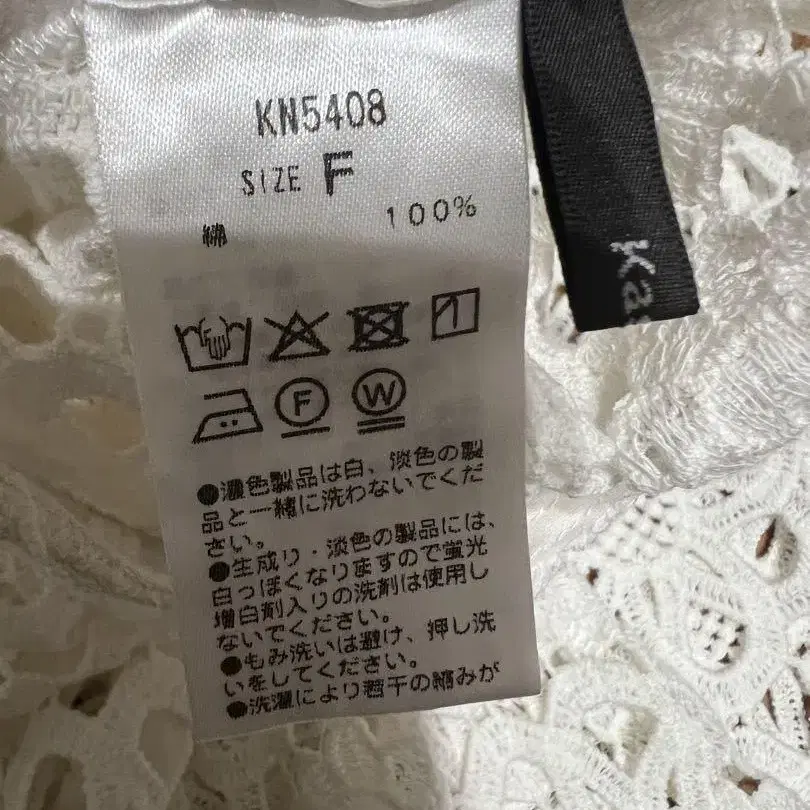 KN5408
SIZE F
綿 100%
F W
●濃色製品は白、淡色の製
品と一緒に洗わないでくだ
さい。
●生成り・淡色の製品には、
白っぽくなりますので蛍光
増白剤入りの洗剤は使用し
ないでください。
●もみ洗いは避け、押し洗
いをしてください。
●洗濯により若干の縮みが
Ka